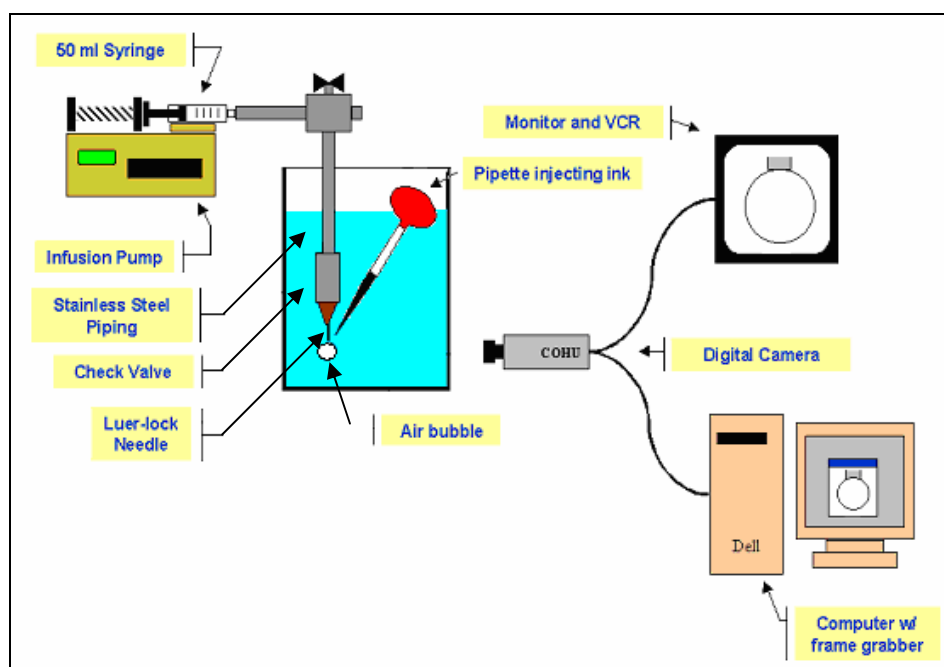 50 ml Syringe
Monitor and VCR
Pipette injecting ink
Infusion Pump
Stainless Steel
Piping
COHU
Digital Camera
Check Valve
Luer-lock
Needle
Air bubble
Dell
Computer w/
frame grabber